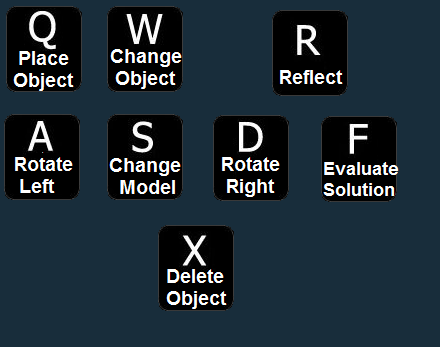 Q
Place
Object
W
Change
Object
R
Reflect
A
Rotate
Left
S
Change
Model
D
Rotate
Right
F
Evaluate
Solution
X
Delete
Object